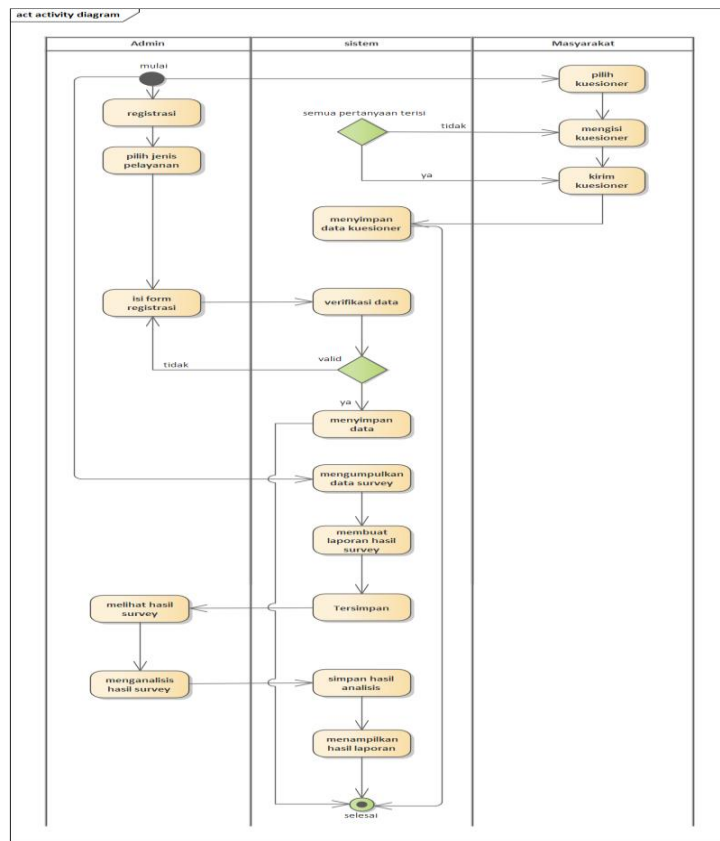 act activity diagram
Admin
sistem
Masyarakat
mulai
pilih
kuesioner
registrasi
semua pertanyaan terisi
tidak
mengisi
kuesioner
pilih jenis
pelayanan
ya
kirim
kuesioner
menyimpan
data kuesioner
isi form
registrasi
verifikasi data
valid
tidak
ya
menyimpan
data
mengumpulkan
data survey
membuat
laporan hasil
survey
melihat hasil
survey
Tersimpan
menganalisis
hasil survey
simpan hasil
analisis
menampilkan
hasil laporan
selesai